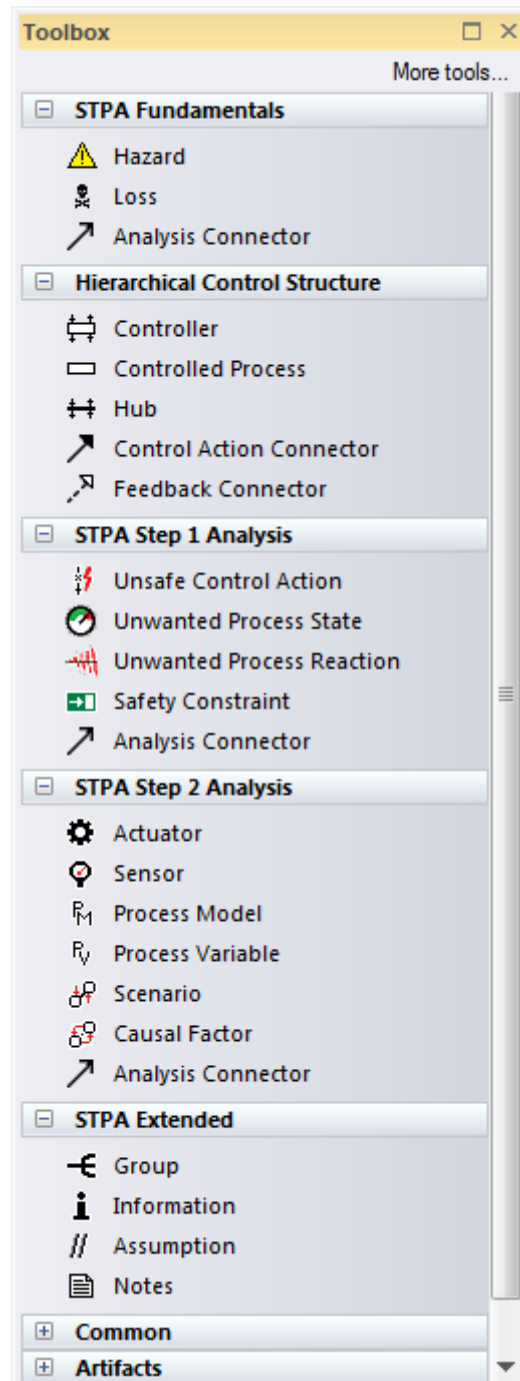 Toolbox
More tools...
STPA Fundamentals
Hazard
Loss
Analysis Connector
Hierarchical Control Structure
Controller
Controlled Process
Hub
Control Action Connector
Feedback Connector
STPA Step 1 Analysis
Unsafe Control Action
Unwanted Process State
Unwanted Process Reaction
Safety Constraint
Analysis Connector
STPA Step 2 Analysis
Actuator
Sensor
PM Process Model
PV Process Variable
Scenario
Causal Factor
Analysis Connector
STPA Extended
Group
Information
// Assumption
Notes
Common
Artifacts